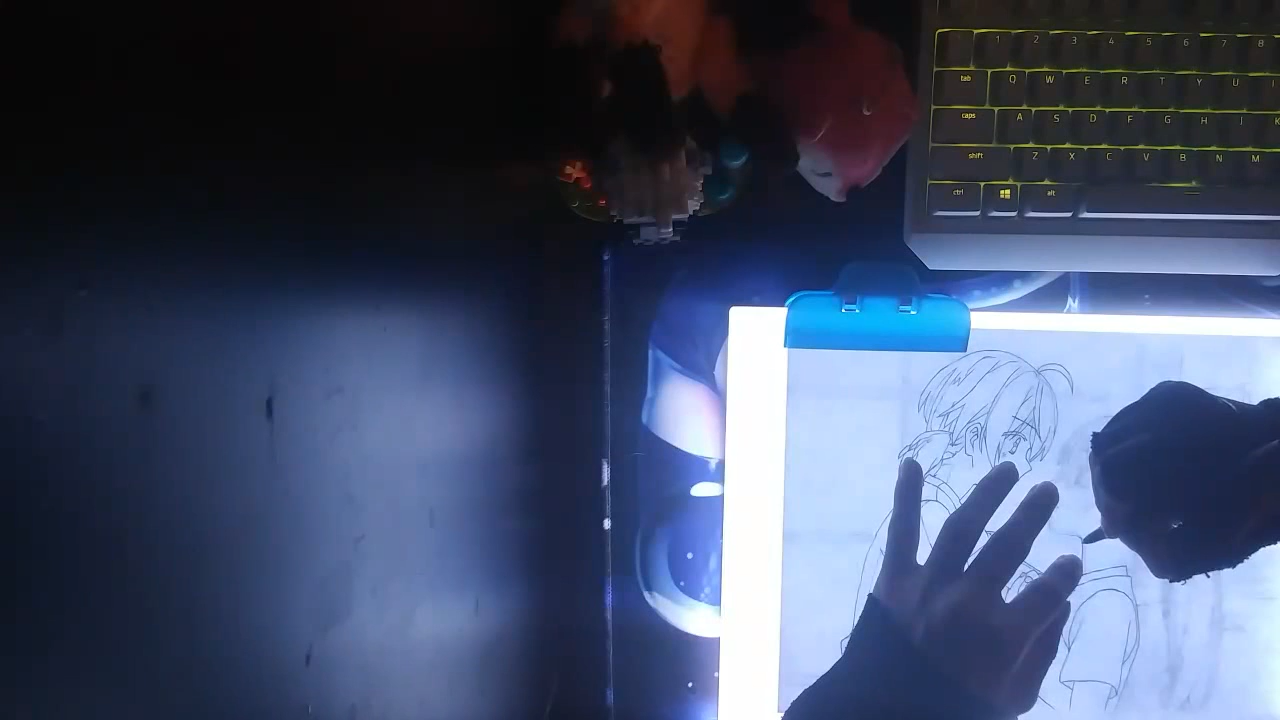 1 2 3 4 5 6 7 8
tab Q W E R T Y U I
caps A S D F G H J K
shift Z X C V B N M
ctrl alt